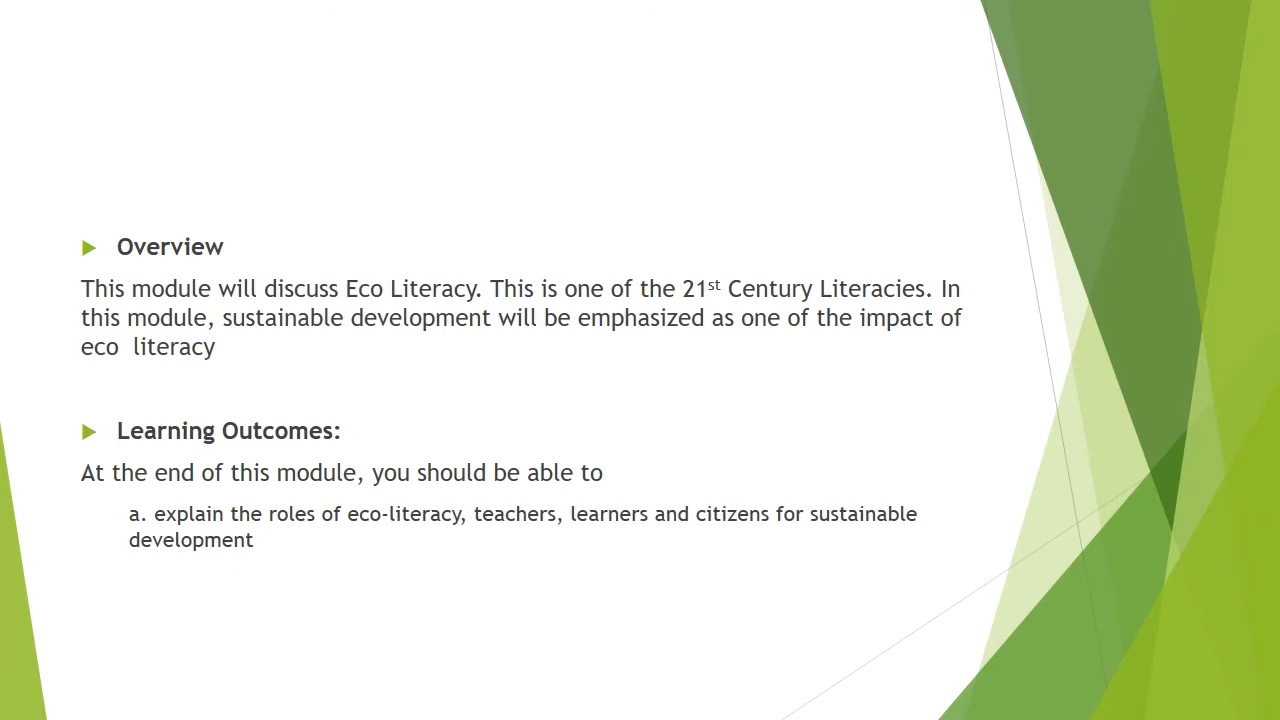 Overview
This module will discuss Eco Literacy. This is one of the 21st Century Literacies. In
this module, sustainable development will be emphasized as one of the impact of
eco  literacy
Learning Outcomes:
At the end of this module, you should be able to
a. explain the roles of eco-literacy, teachers, learners and citizens for sustainable
development